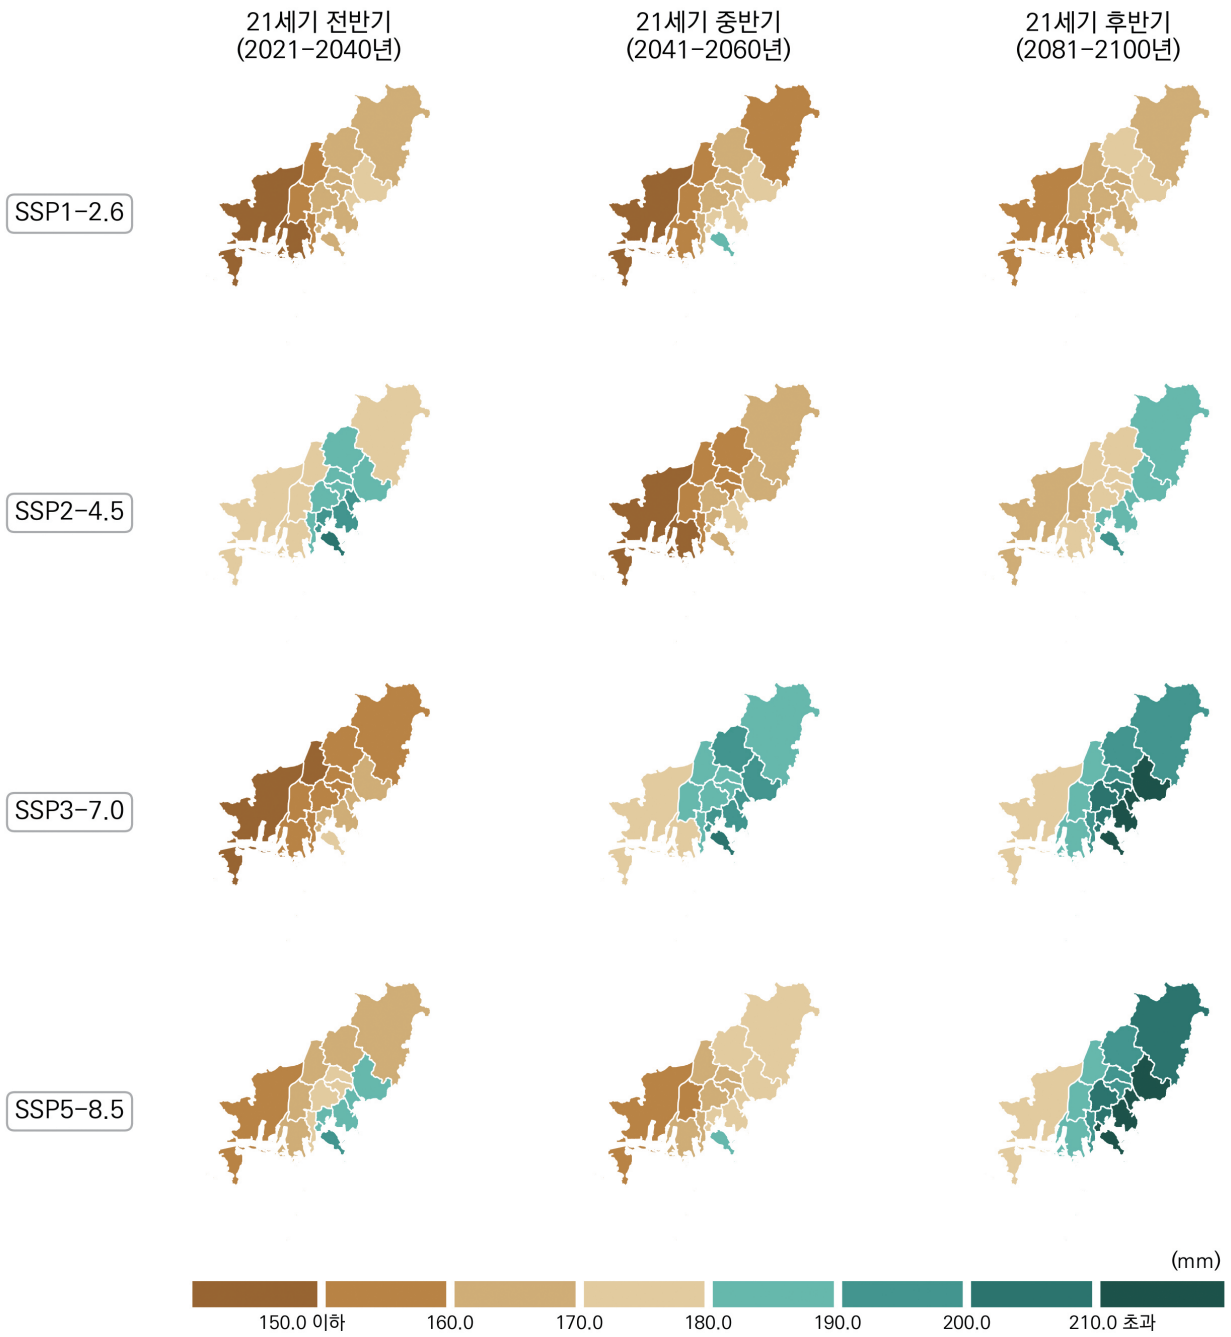 21세기 전반기
(2021-2040년)
21세기 중반기
(2041-2060년)
21세기 후반기
(2081-2100년)
SSP1-2.6
SSP2-4.5
SSP3-7.0
SSP5-8.5
(mm)
150.0 이하 160.0 170.0 180.0 190.0 200.0 210.0 초과